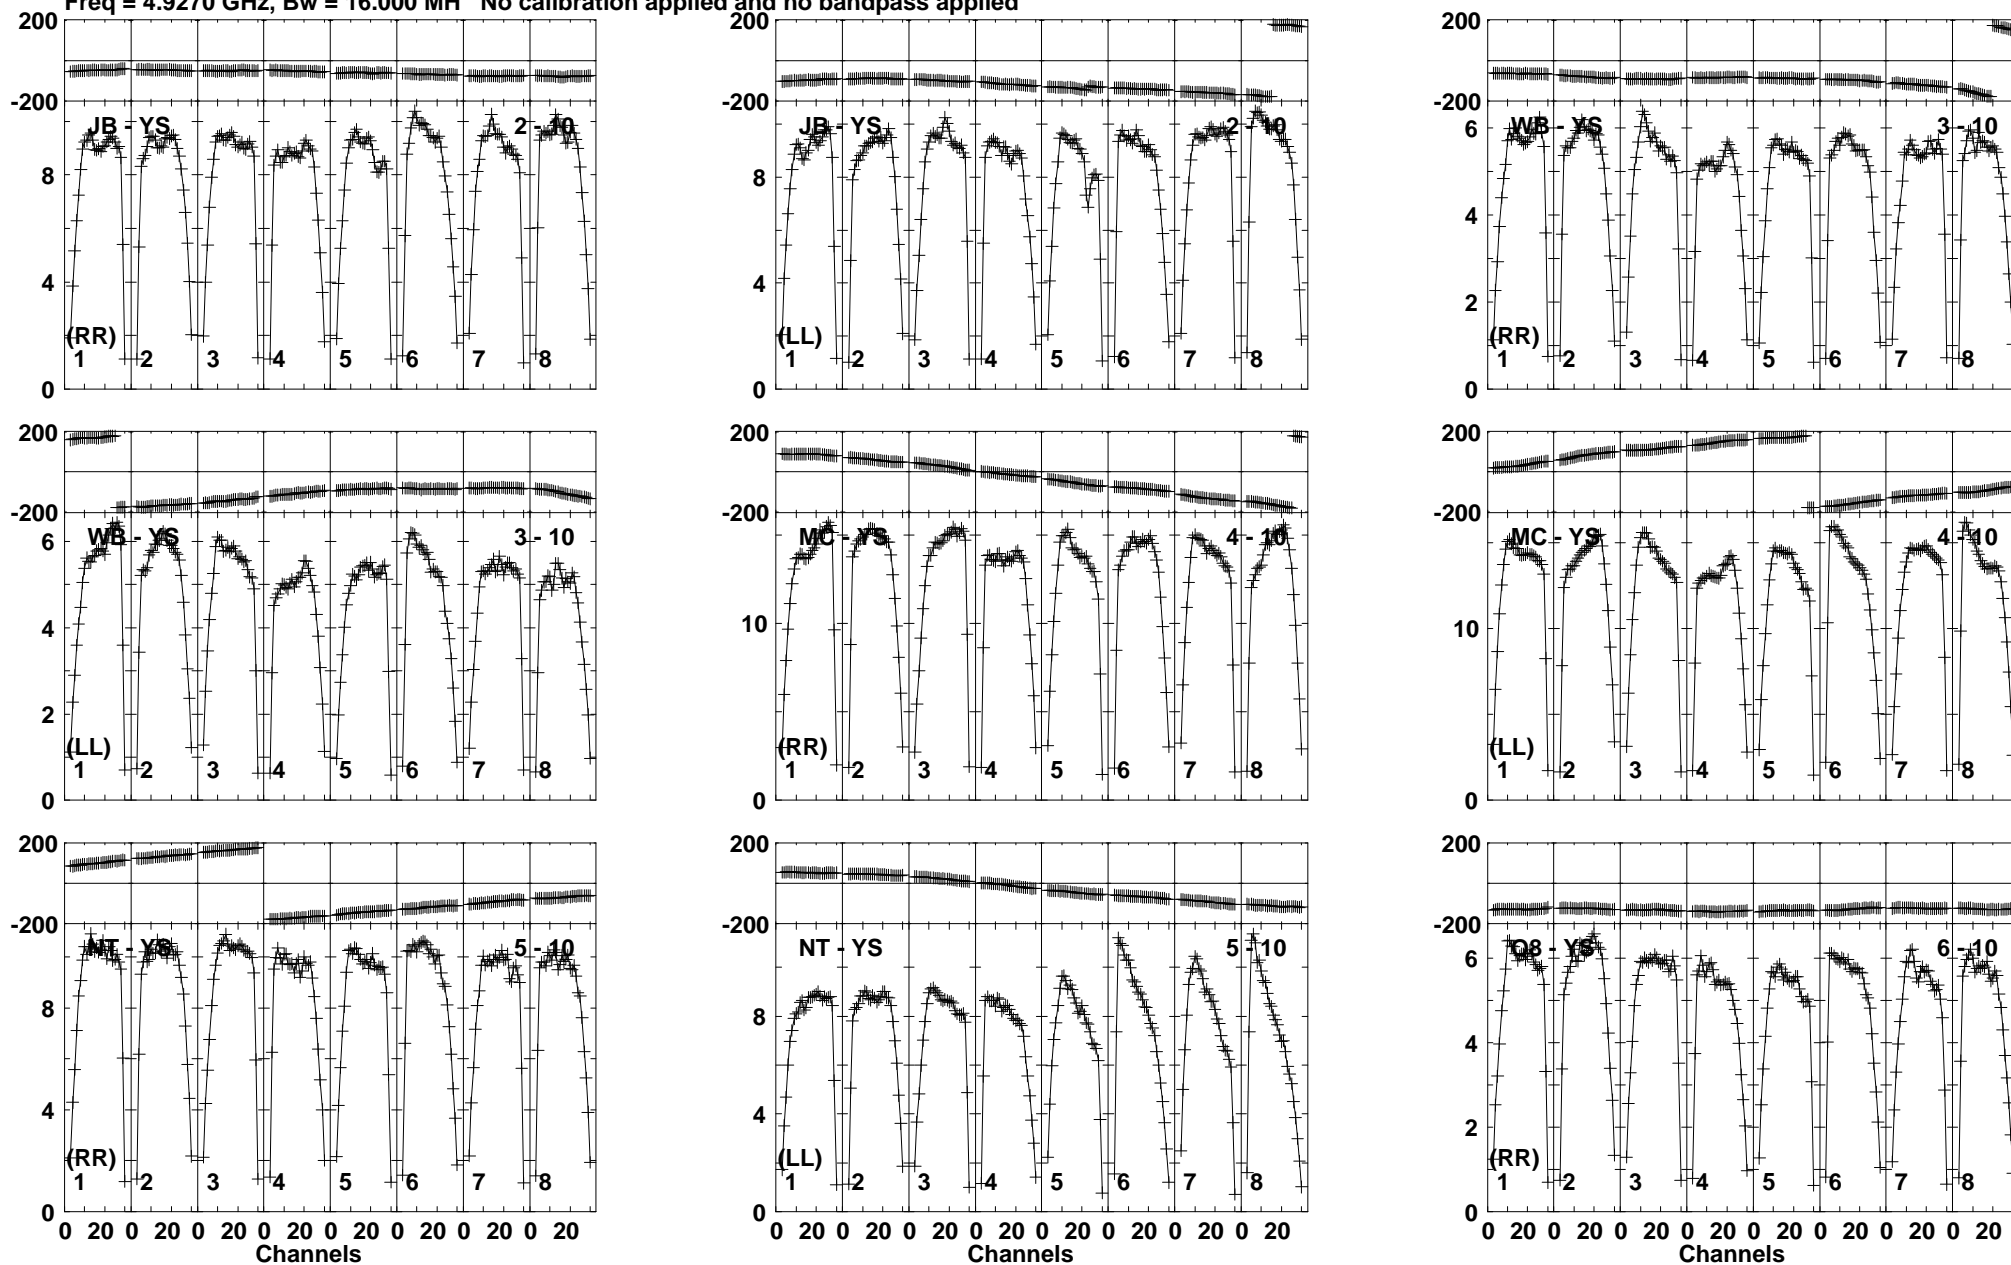 Freq = 4.9270 GHz, Bw = 16.000 MH No calibration applied and no bandpass applied
200 200 200
-200 -200 -200
JB - YS 2 - 10 JB - YS 2 - 10 WB - YS 3 - 10
8 8 6
4 4 4
2
(RR) (LL) (RR)
1 2 3 4 5 6 7 8 1 2 3 4 5 6 7 8 1 2 3 4 5 6 7 8
0 0 0
200 200 200
-200 -200 -200
WB - YS 3 - 10 MC - YS 4 - 10 MC - YS 4 - 10
6 10 10
4
2
(LL) (RR) (LL)
1 2 3 4 5 6 7 8 1 2 3 4 5 6 7 8 1 2 3 4 5 6 7 8
0 0 0
200 200 200
-200 -200 -200
NT - YS 5 - 10 NT - YS 5 - 10 O8 - YS 6 - 10
8 8 6
4 4 4
2
(RR) (LL) (RR)
1 2 3 4 5 6 7 8 1 2 3 4 5 6 7 8 1 2 3 4 5 6 7 8
0 0 0
0 20 0 20 0 20 0 20 0 20 0 20 0 20 0 20 0 20 0 20 0 20 0 20 0 20 0 20 0 20 0 20 0 20 0 20 0 20 0 20 0 20 0 20 0 20 0 20
Channels Channels Channels